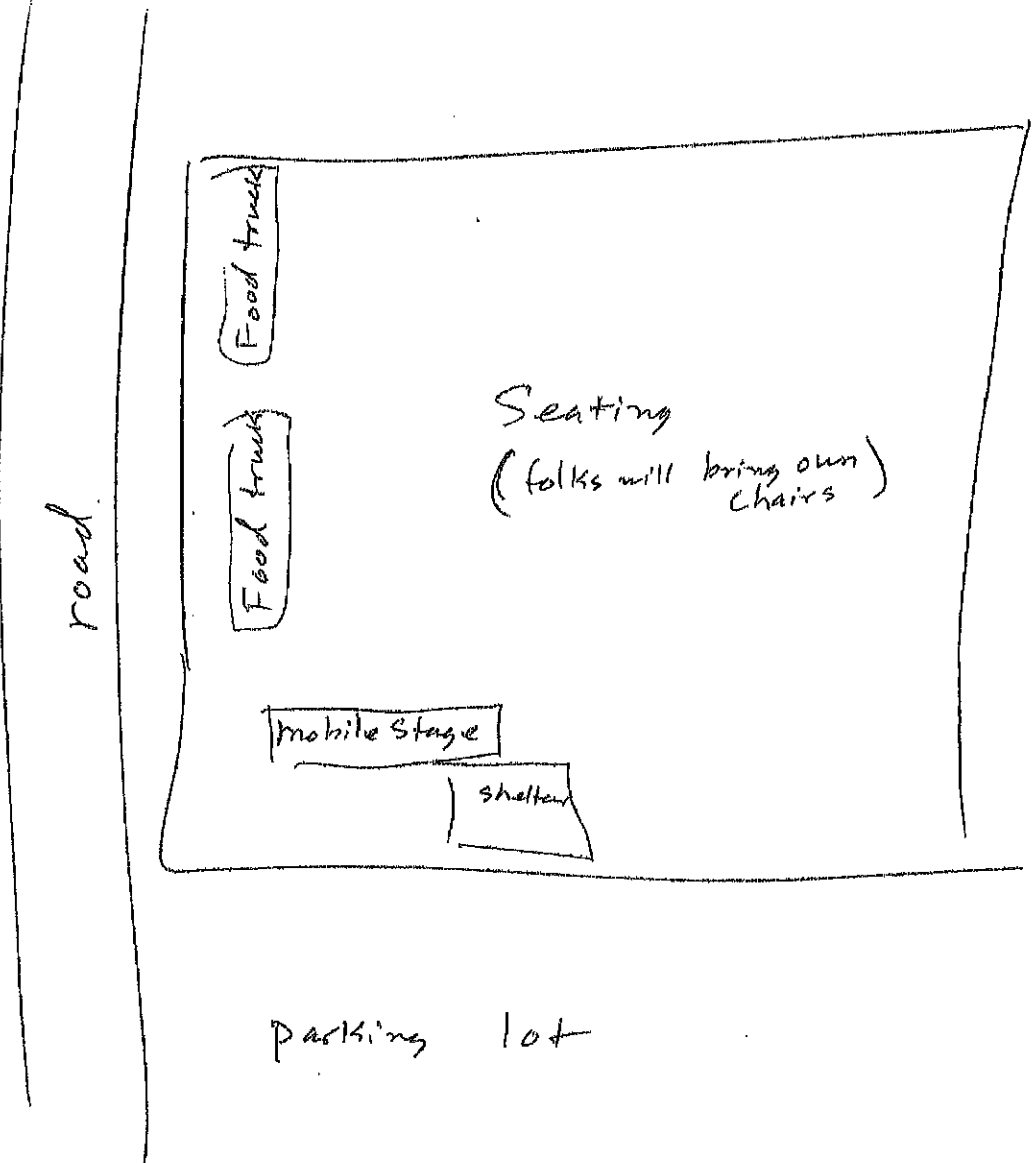 Food truck
Food truck
Seating
(folks will bring own
chairs)
road
mobile Stage
shelter
parking lot